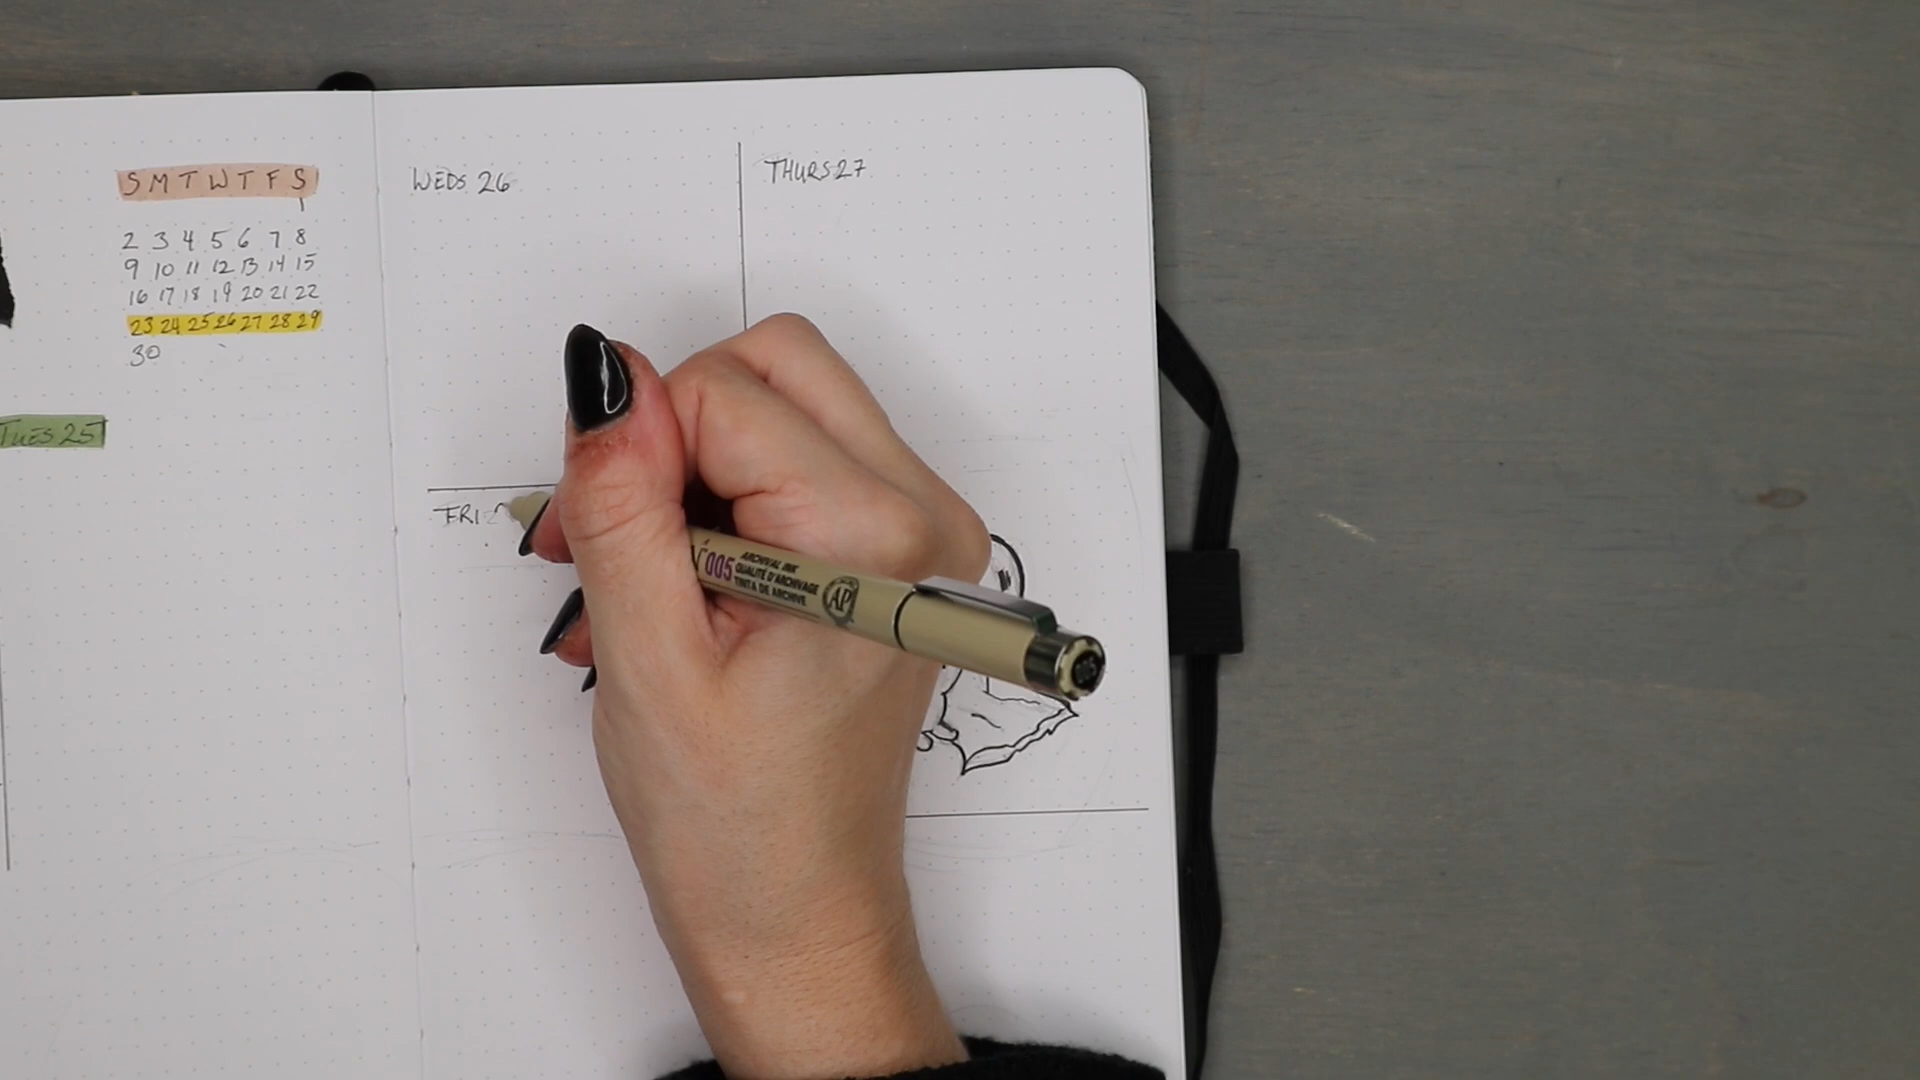 S M T W T F S
1
2 3 4 5 6 7 8
9 10 11 12 13 14 15
16 17 18 19 20 21 22
23 24 25 26 27 28 29
30
TUES 25
WEDS 26
THURS 27
FRI
N 005
ARCHIVAL INK
QUALITÉ D'ARCHIVAGE
TINTA DE ARCHIVE
AP